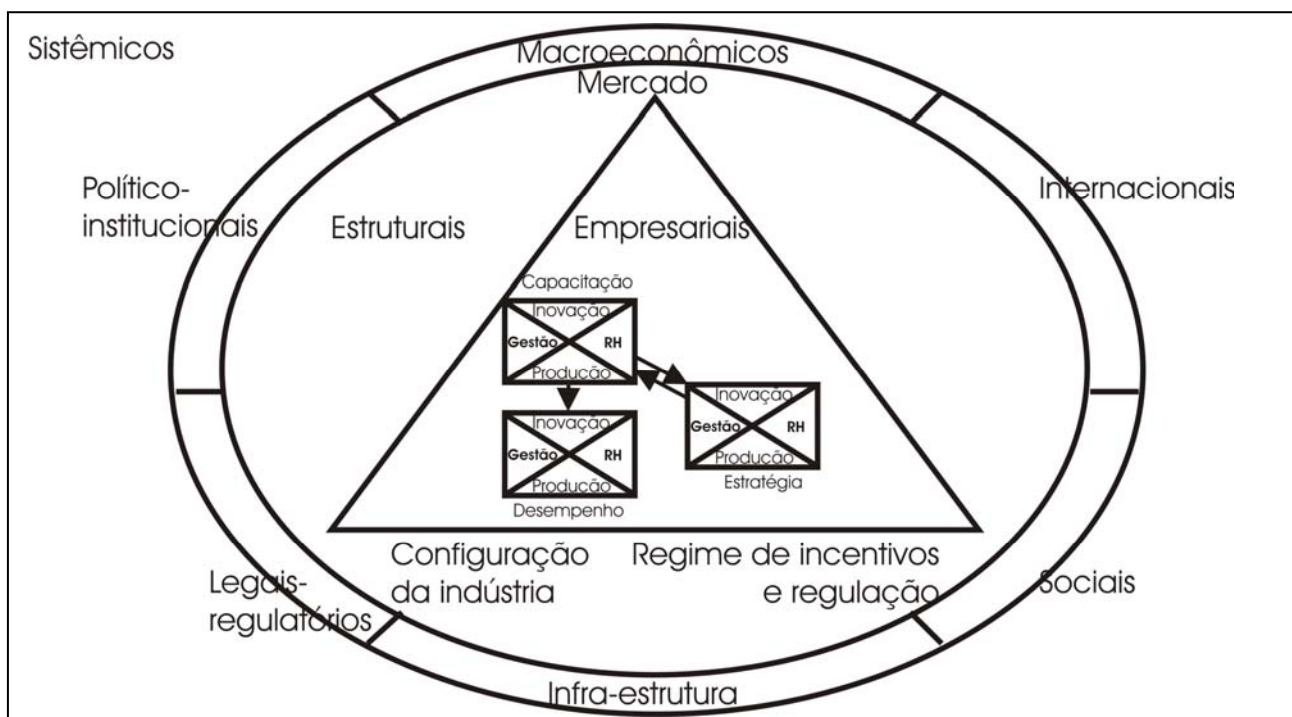 Sistêmicos
Macroeconômicos
Mercado
Político-
institucionais
Internacionais
Estruturais
Empresariais
Capacitação
Inovação
Gestão
RH
Produção
Inovação
Gestão
RH
Produção
Estratégia
Inovação
Gestão
RH
Produção
Desempenho
Configuração
da indústria
Regime de incentivos
e regulação
Legais-
regulatórios
Sociais
Infra-estrutura